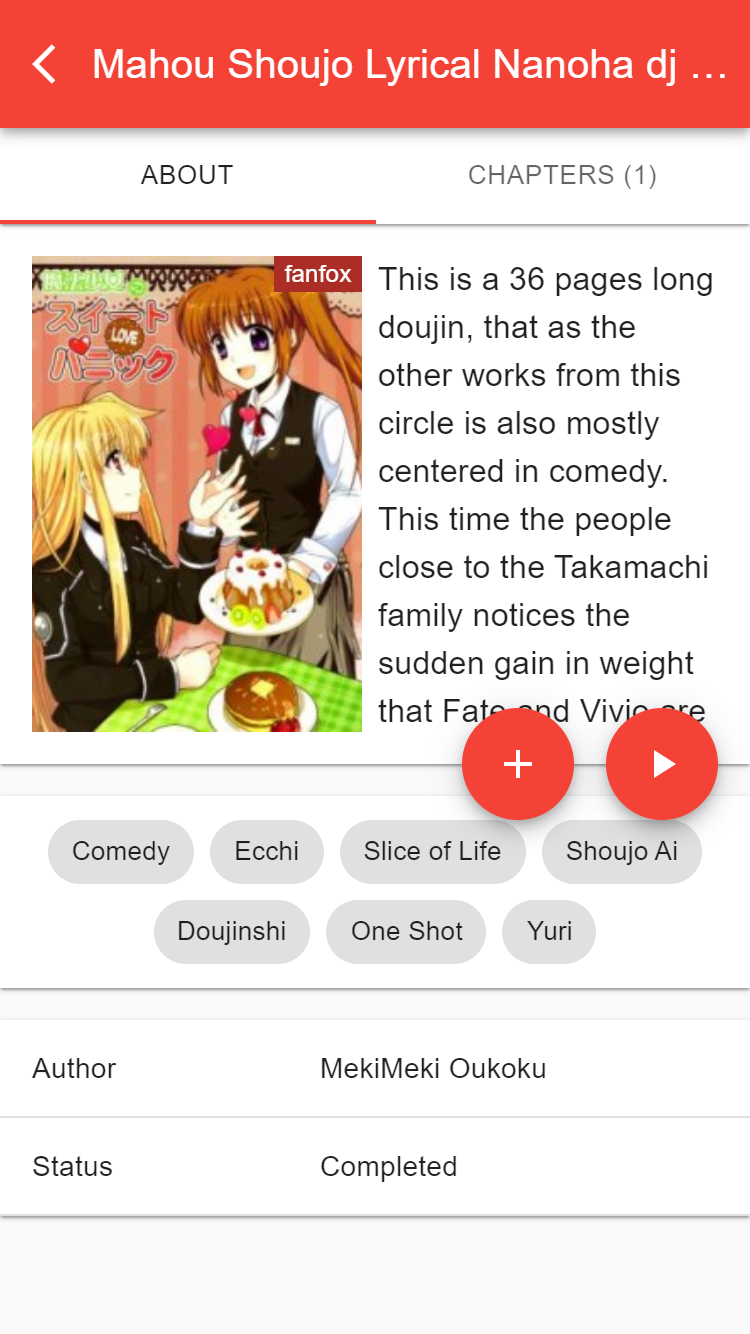 Mahou Shoujo Lyrical Nanoha dj ...
ABOUT
CHAPTERS (1)
fanfox
スイート
LOVE
パニック
This is a 36 pages long
doujin, that as the
other works from this
circle is also mostly
centered in comedy.
This time the people
close to the Takamachi
family notices the
sudden gain in weight
that Fate and Vivio are
Comedy
Ecchi
Slice of Life
Shoujo Ai
Doujinshi
One Shot
Yuri
Author
MekiMeki Oukoku
Status
Completed